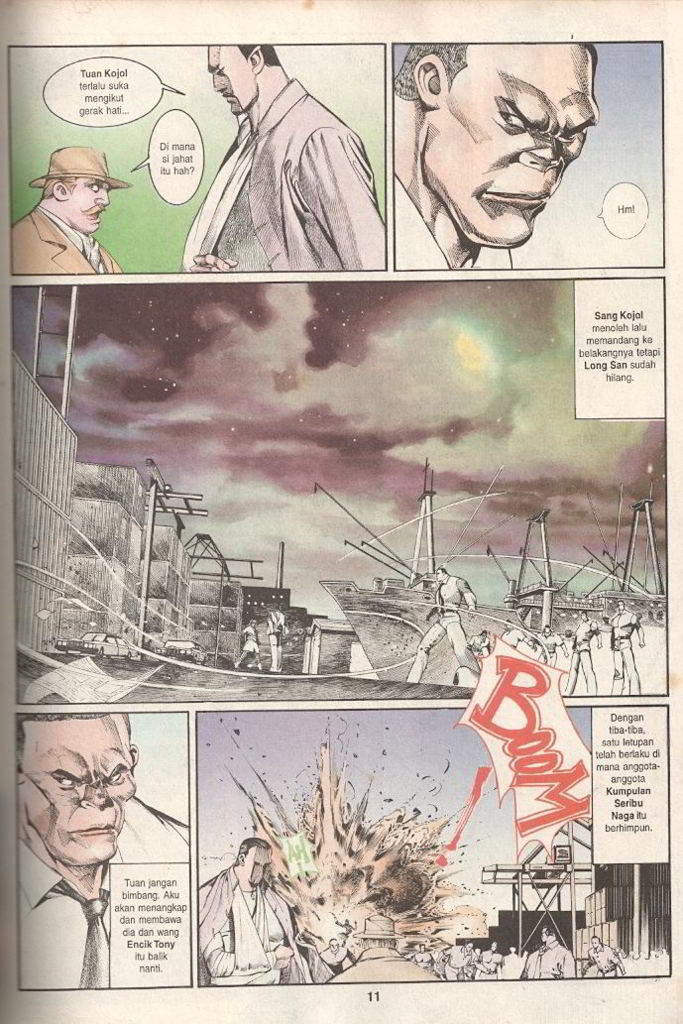 Tuan Kojol
terlalu suka
mengikut
gerak hati...
Di mana
si jahat
itu hah?
Hm!
Sang Kojol
menoleh lalu
memandang ke
belakangnya tetapi
Long San sudah
hilang.
Tuan jangan
bimbang. Aku
akan menangkap
dan membawa
dia dan wang
Encik Tony
itu balik
nanti.
BOOM!
AH
Dengan
tiba-tiba,
satu letupan
telah berlaku di
mana anggota-
anggota
Kumpulan
Seribu
Naga itu
berhimpun.
11